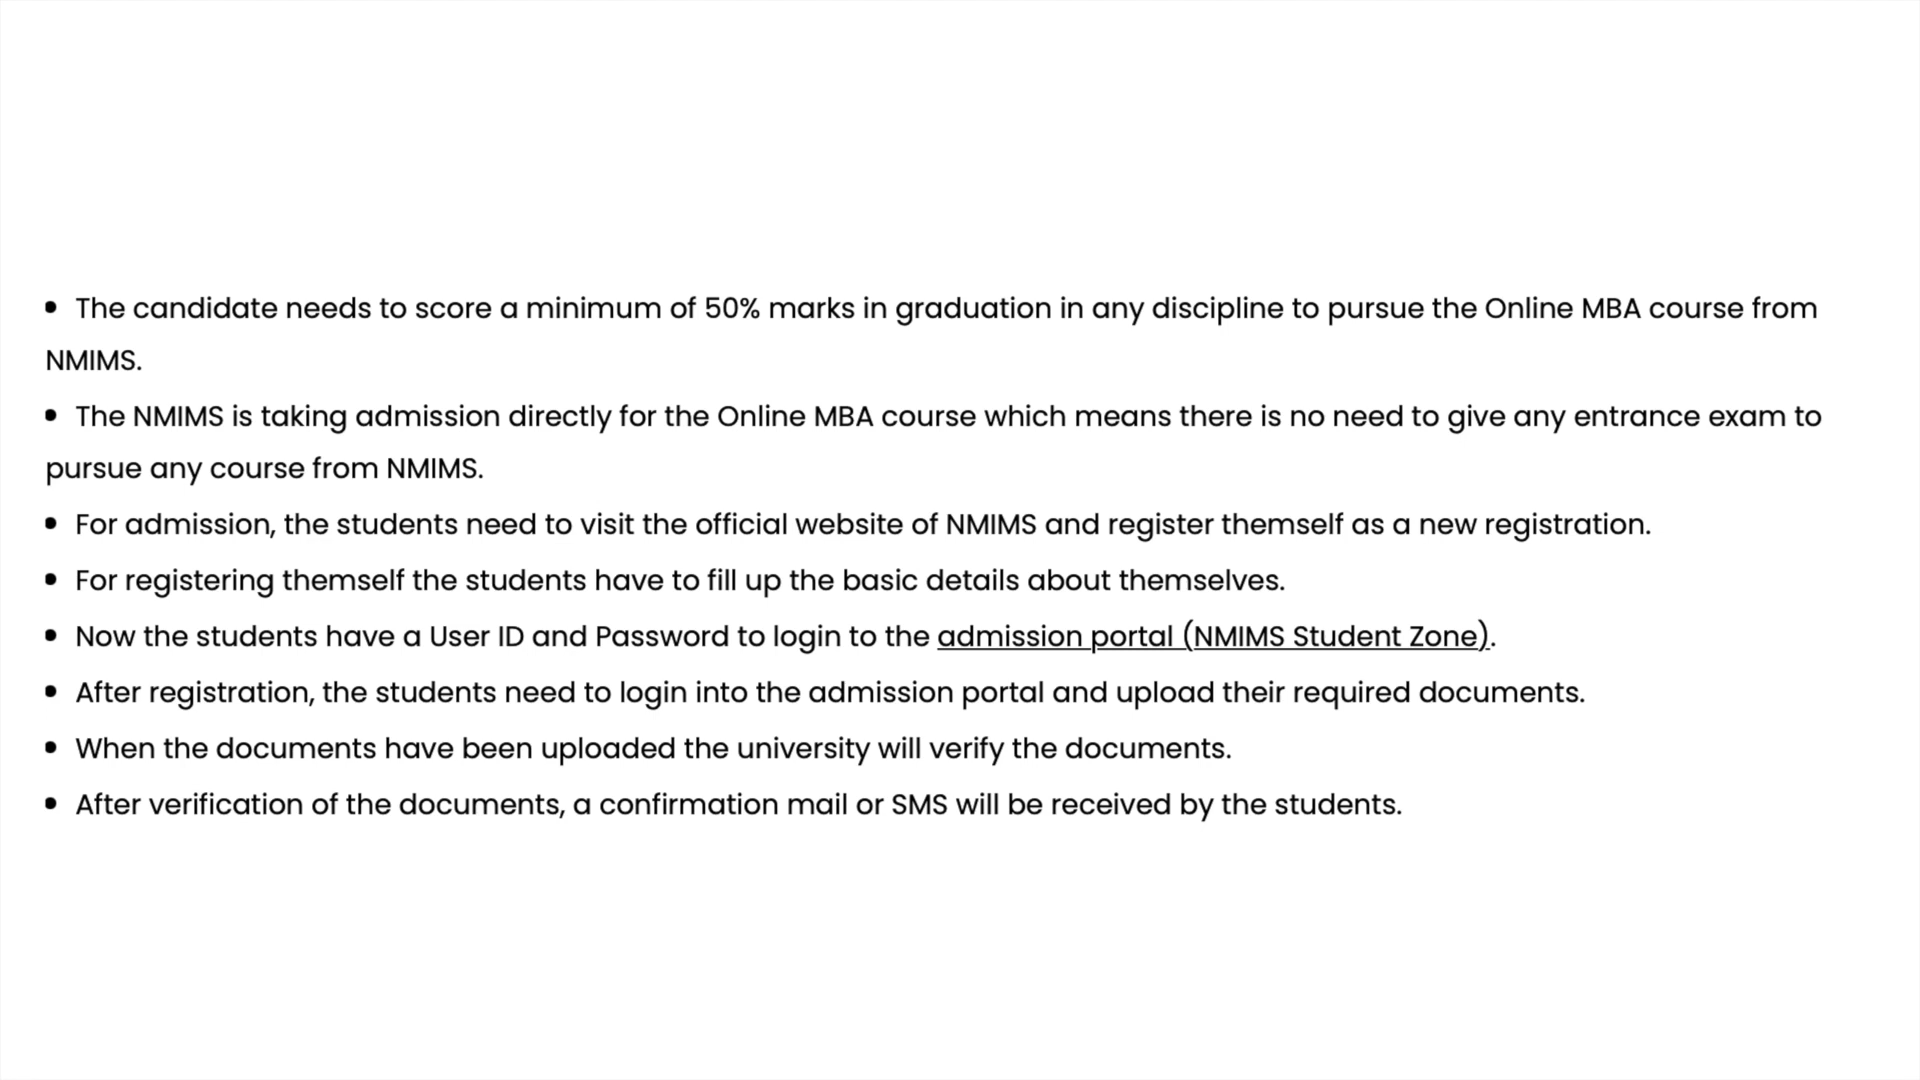 • The candidate needs to score a minimum of 50% marks in graduation in any discipline to pursue the Online MBA course from
NMIMS.
• The NMIMS is taking admission directly for the Online MBA course which means there is no need to give any entrance exam to
pursue any course from NMIMS.
• For admission, the students need to visit the official website of NMIMS and register themself as a new registration.
• For registering themself the students have to fill up the basic details about themselves.
• Now the students have a User ID and Password to login to the admission portal (NMIMS Student Zone).
• After registration, the students need to login into the admission portal and upload their required documents.
• When the documents have been uploaded the university will verify the documents.
• After verification of the documents, a confirmation mail or SMS will be received by the students.